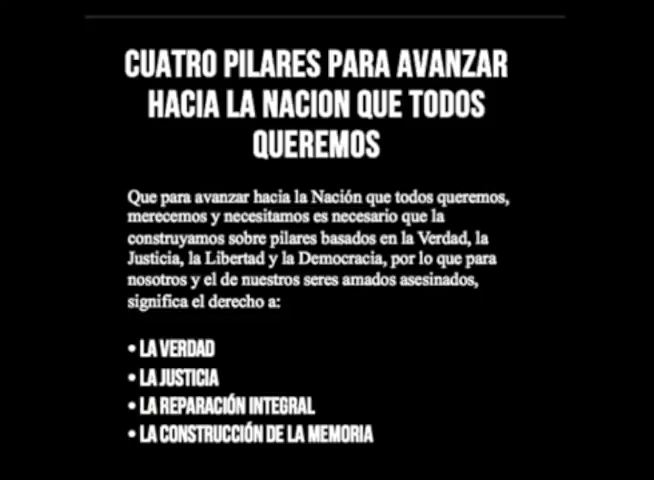 CUATRO PILARES PARA AVANZAR
HACIA LA NACION QUE TODOS
QUEREMOS
Que para avanzar hacia la Nación que todos queremos,
merecemos y necesitamos es necesario que la
construyamos sobre pilares basados en la Verdad, la
Justicia, la Libertad y la Democracia, por lo que para
nosotros y el de nuestros seres amados asesinados,
significa el derecho a:
• LA VERDAD
• LA JUSTICIA
• LA REPARACIÓN INTEGRAL
• LA CONSTRUCCIÓN DE LA MEMORIA